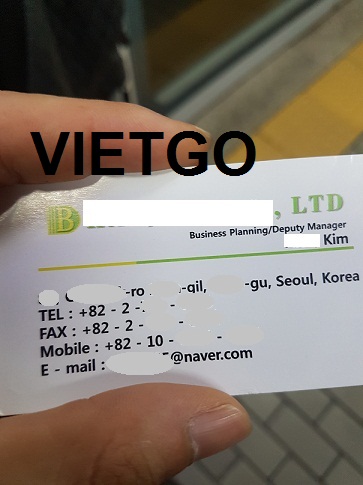 VIETGO
B , LTD
Business Planning/Deputy Manager
Kim
-ro -gil, -gu, Seoul, Korea
TEL : +82 - 2 -
FAX : +82 - 2 -
Mobile : +82 - 10 - -
E - mail : @naver.com